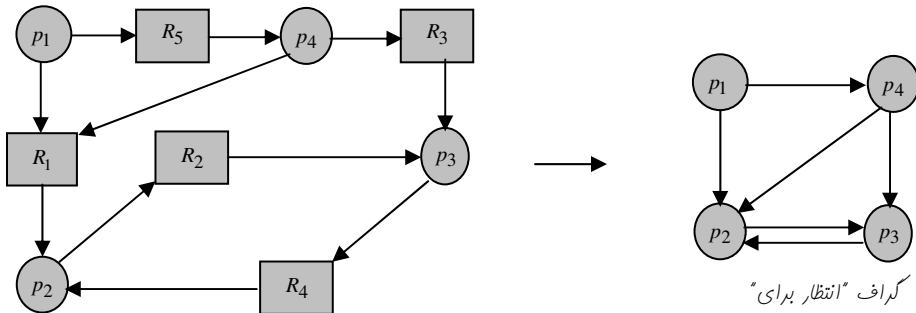 p1 R5 p4 R3
p1 p4
R1 R2 p3
p2 R4
p2 p3
گراف "انتظار برای"